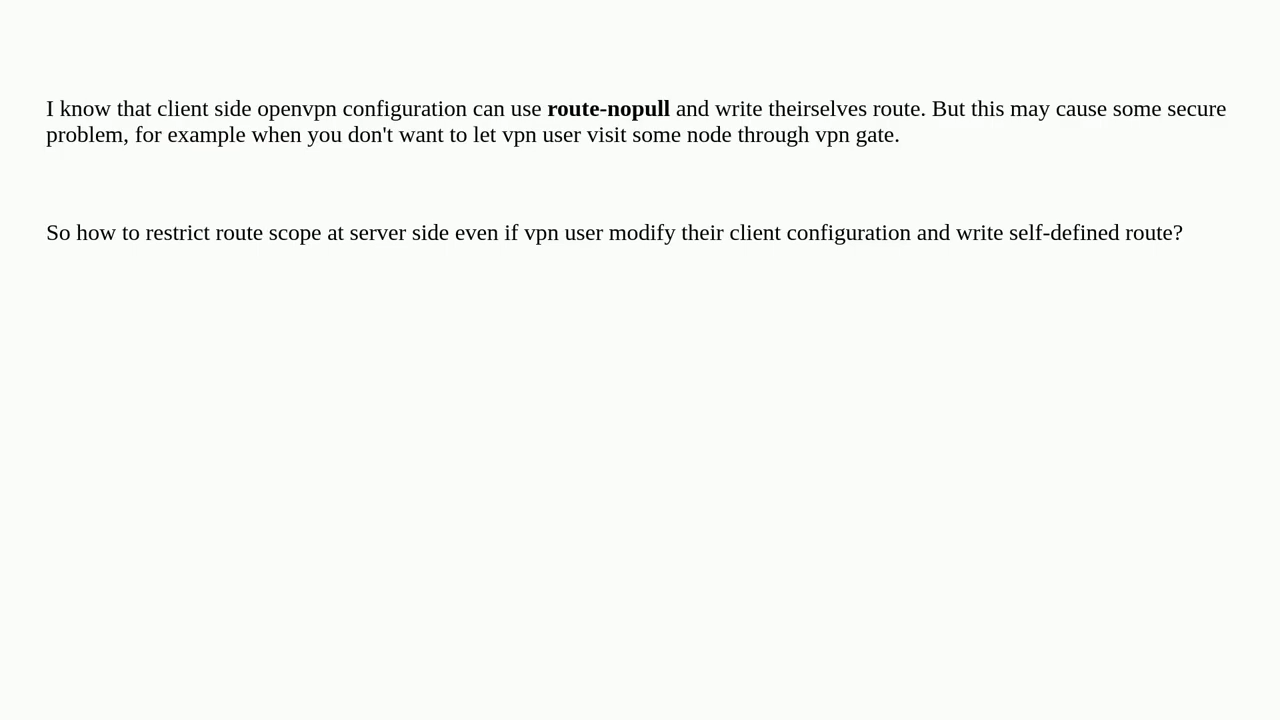 I know that client side openvpn configuration can use route-nopull and write theirselves route. But this may cause some secure
problem, for example when you don't want to let vpn user visit some node through vpn gate.
So how to restrict route scope at server side even if vpn user modify their client configuration and write self-defined route?